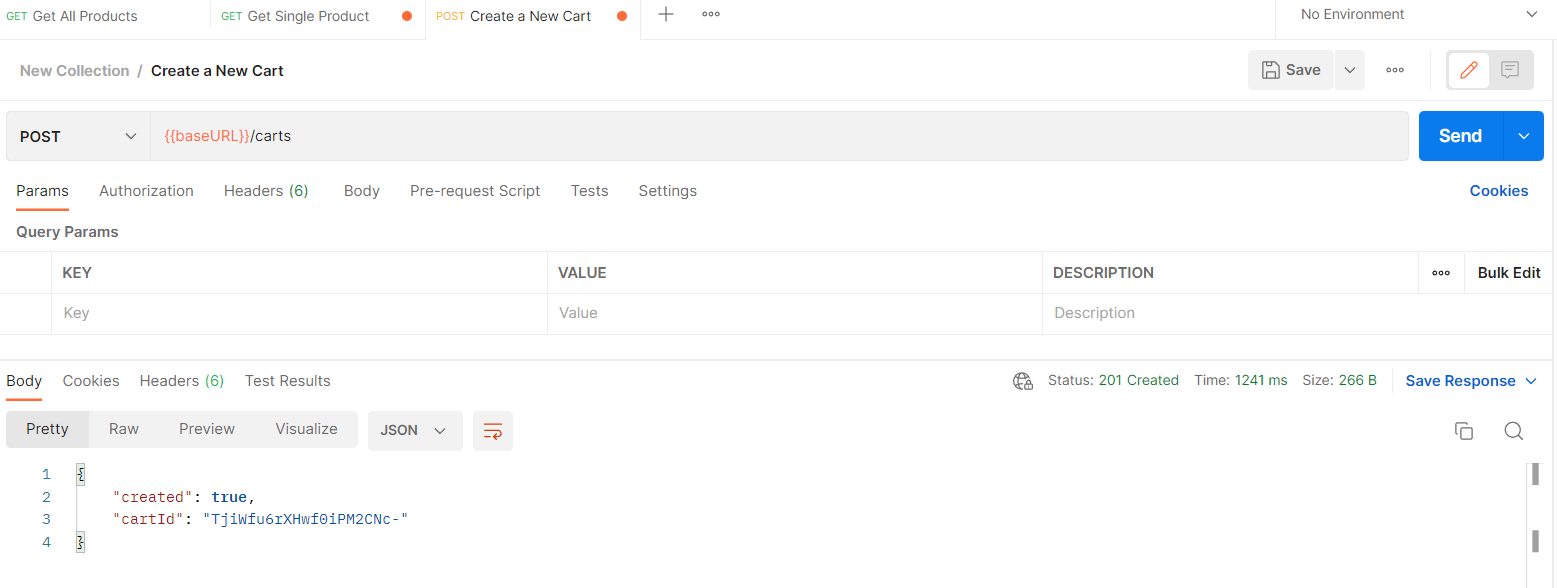 GET Get All Products GET Get Single Product POST Create a New Cart No Environment
New Collection / Create a New Cart Save
POST {{baseURL}}/carts Send
Params Authorization Headers (6) Body Pre-request Script Tests Settings Cookies
Query Params
KEY VALUE DESCRIPTION Bulk Edit
Key Value Description
Body Cookies Headers (6) Test Results Status: 201 Created Time: 1241 ms Size: 266 B Save Response
Pretty Raw Preview Visualize JSON
1 {
2 "created": true,
3 "cartId": "TjiWfu6rXHwf0iPM2CNc-"
4 }